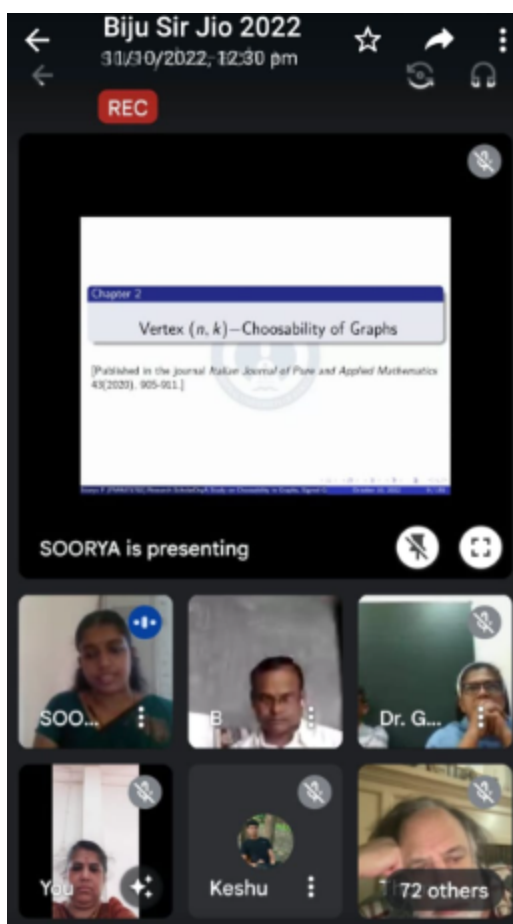 Biju Sir Jio 2022
11/10/2022, 12:30 pm
REC
Chapter 2
Vertex (n, k)−Choosability of Graphs
[Published in the journal Italian Journal of Pure and Applied Mathematics
43(2020), 905-911.]
SOORYA is presenting
SOO...
B
Dr. G...
You
Keshu
72 others